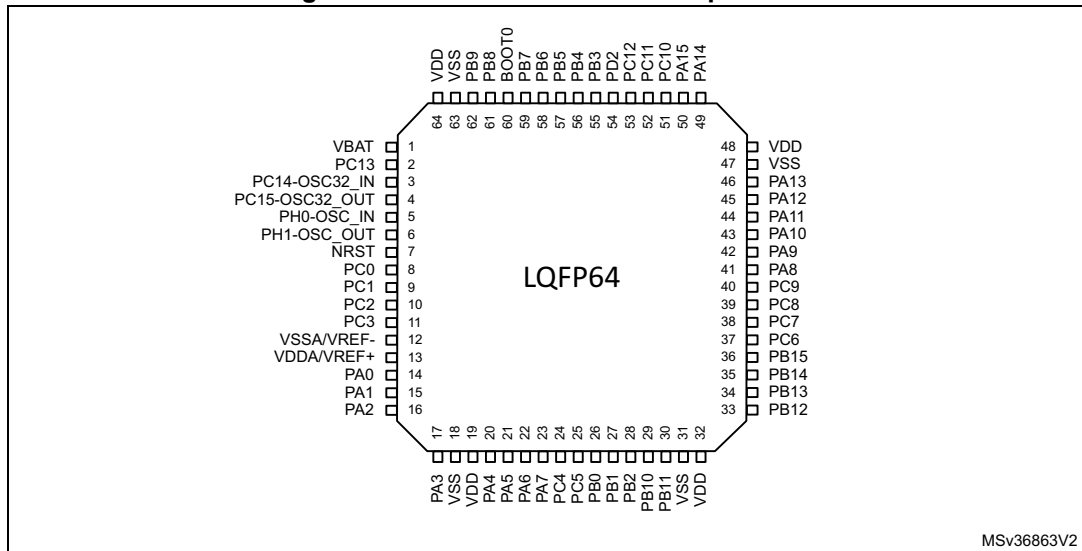 VDD
VSS
PB9
PB8
BOOT0
PB7
PB6
PB5
PB4
PB3
PD2
PC12
PC11
PC10
PA15
PA14
64 63 62 61 60 59 58 57 56 55 54 53 52 51 50 49
VBAT 1
PC13 2
PC14-OSC32_IN 3
PC15-OSC32_OUT 4
PH0-OSC_IN 5
PH1-OSC_OUT 6
NRST 7
PC0 8
PC1 9
PC2 10
PC3 11
VSSA/VREF- 12
VDDA/VREF+ 13
PA0 14
PA1 15
PA2 16
LQFP64
48 VDD
47 VSS
46 PA13
45 PA12
44 PA11
43 PA10
42 PA9
41 PA8
40 PC9
39 PC8
38 PC7
37 PC6
36 PB15
35 PB14
34 PB13
33 PB12
17 18 19 20 21 22 23 24 25 26 27 28 29 30 31 32
PA3
VSS
VDD
PA4
PA5
PA6
PA7
PC4
PC5
PB0
PB1
PB2
PB10
PB11
VSS
VDD
MSv36863V2